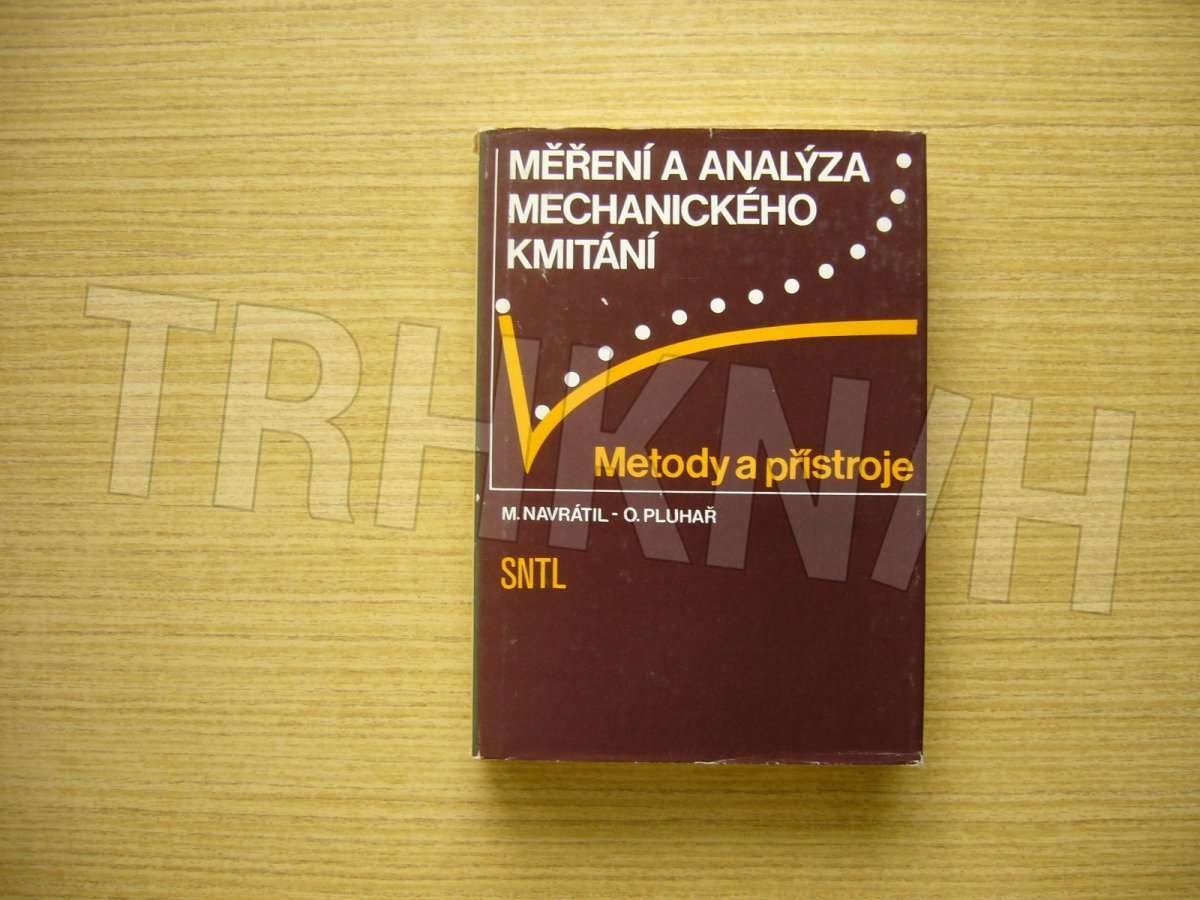 MĚŘENÍ A ANALÝZA
MECHANICKÉHO
KMITÁNÍ
Metody a přístroje
M. NAVRÁTIL - O. PLUHAŘ
SNTL
TRHKNIH